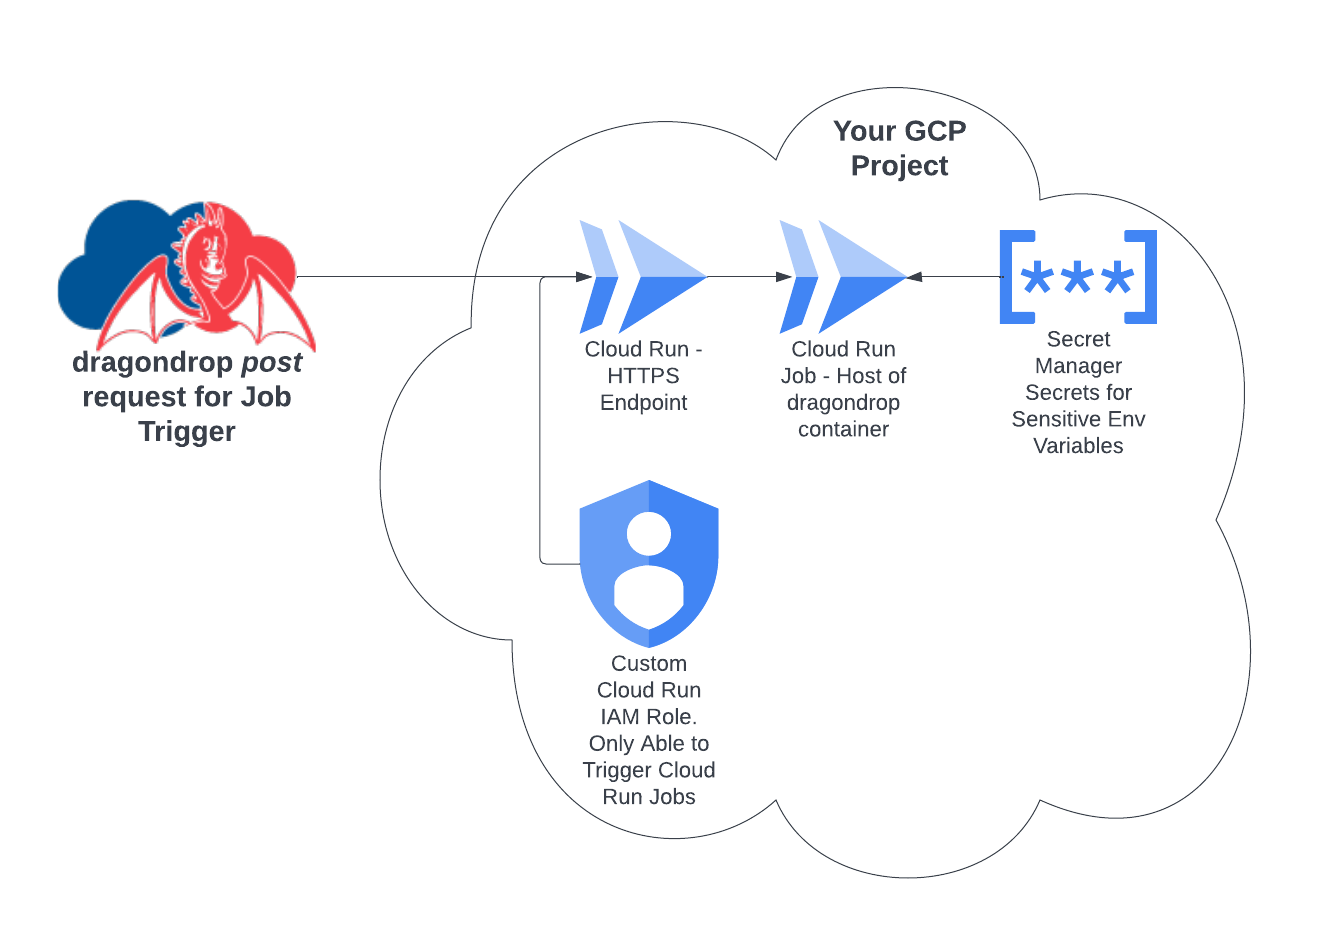 Your GCP
Project
dragondrop post
request for Job
Trigger
Cloud Run -
HTTPS
Endpoint
Cloud Run
Job - Host of
dragondrop
container
***
Secret
Manager
Secrets for
Sensitive Env
Variables
Custom
Cloud Run
IAM Role.
Only Able to
Trigger Cloud
Run Jobs